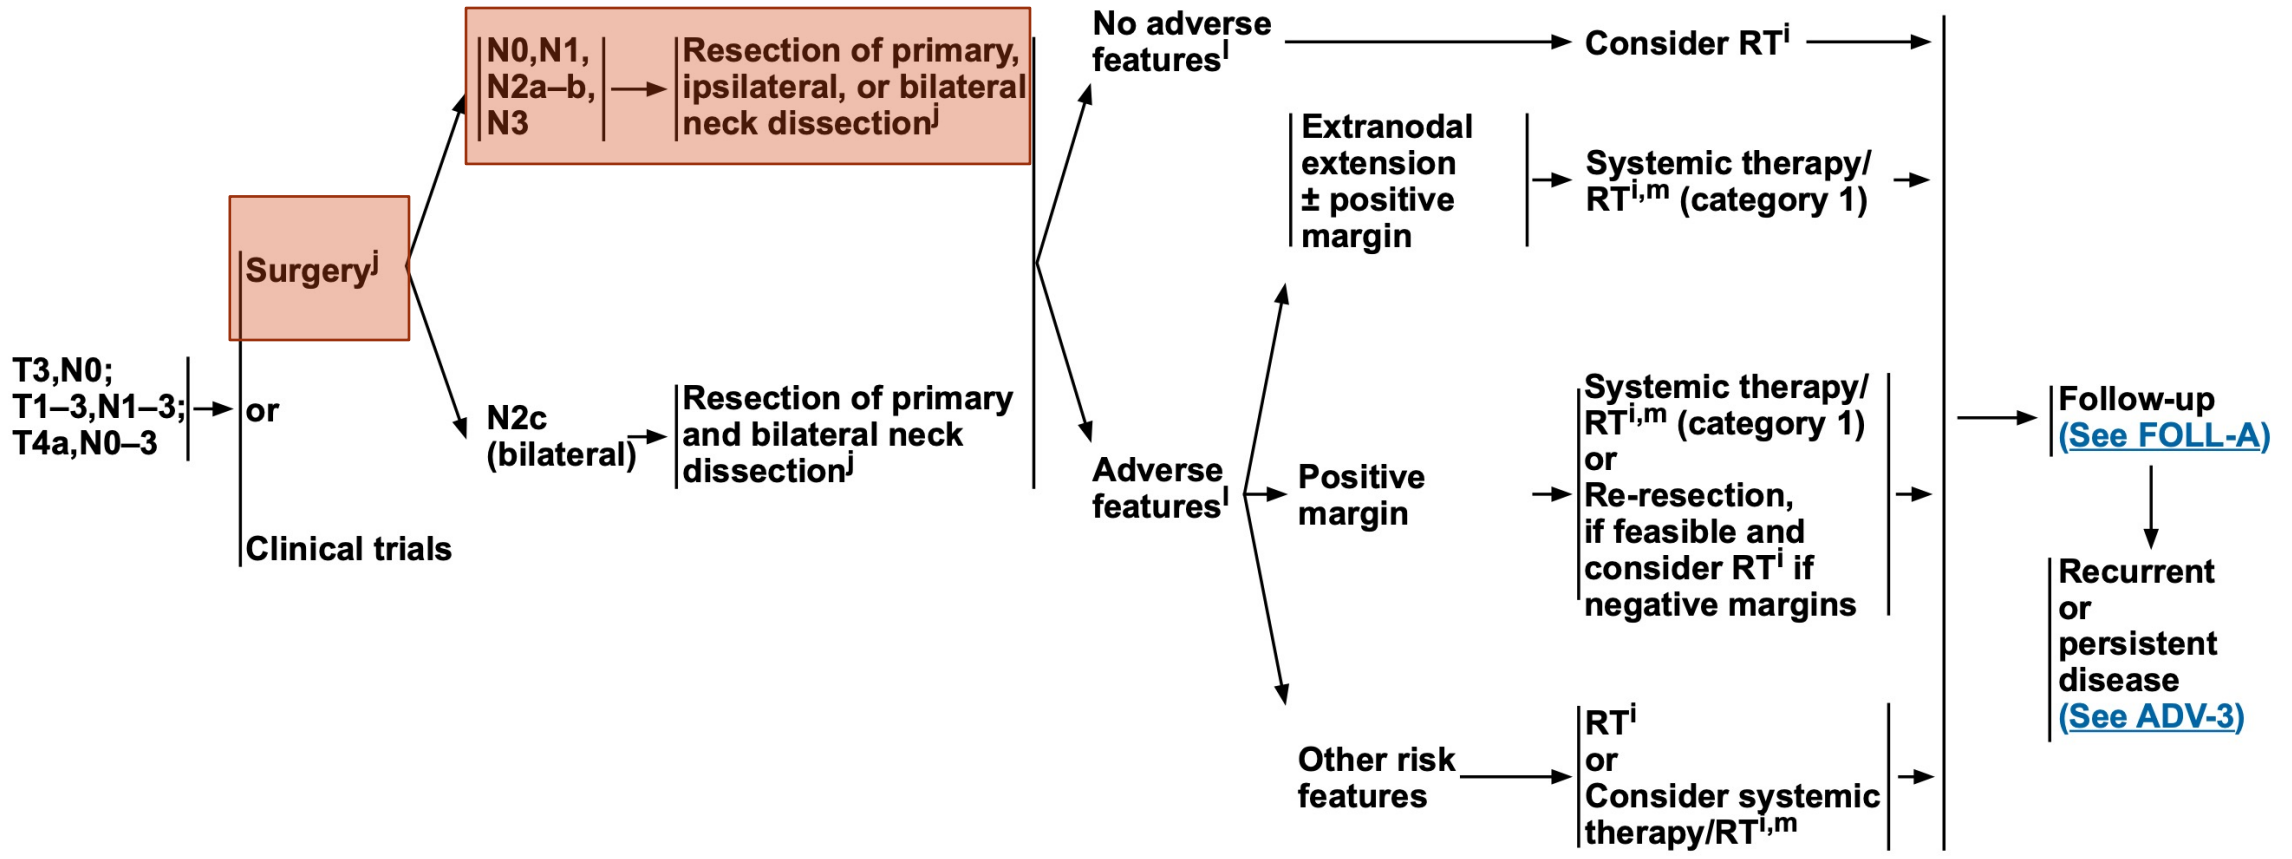 T3,N0;
T1–3,N1–3;
T4a,N0–3
Surgeryj
or
Clinical trials
N0,N1,
N2a–b,
N3
Resection of primary,
ipsilateral, or bilateral
neck dissectionj
N2c
(bilateral)
Resection of primary
and bilateral neck
dissectionj
No adverse
featuresl
Consider RTi
Adverse
featuresl
Extranodal
extension
± positive
margin
Systemic therapy/
RTi,m (category 1)
Positive
margin
Systemic therapy/
RTi,m (category 1)
or
Re-resection,
if feasible and
consider RTi if
negative margins
Other risk
features
RTi
or
Consider systemic
therapy/RTi,m
Follow-up
(See FOLL-A)
Recurrent
or
persistent
disease
(See ADV-3)